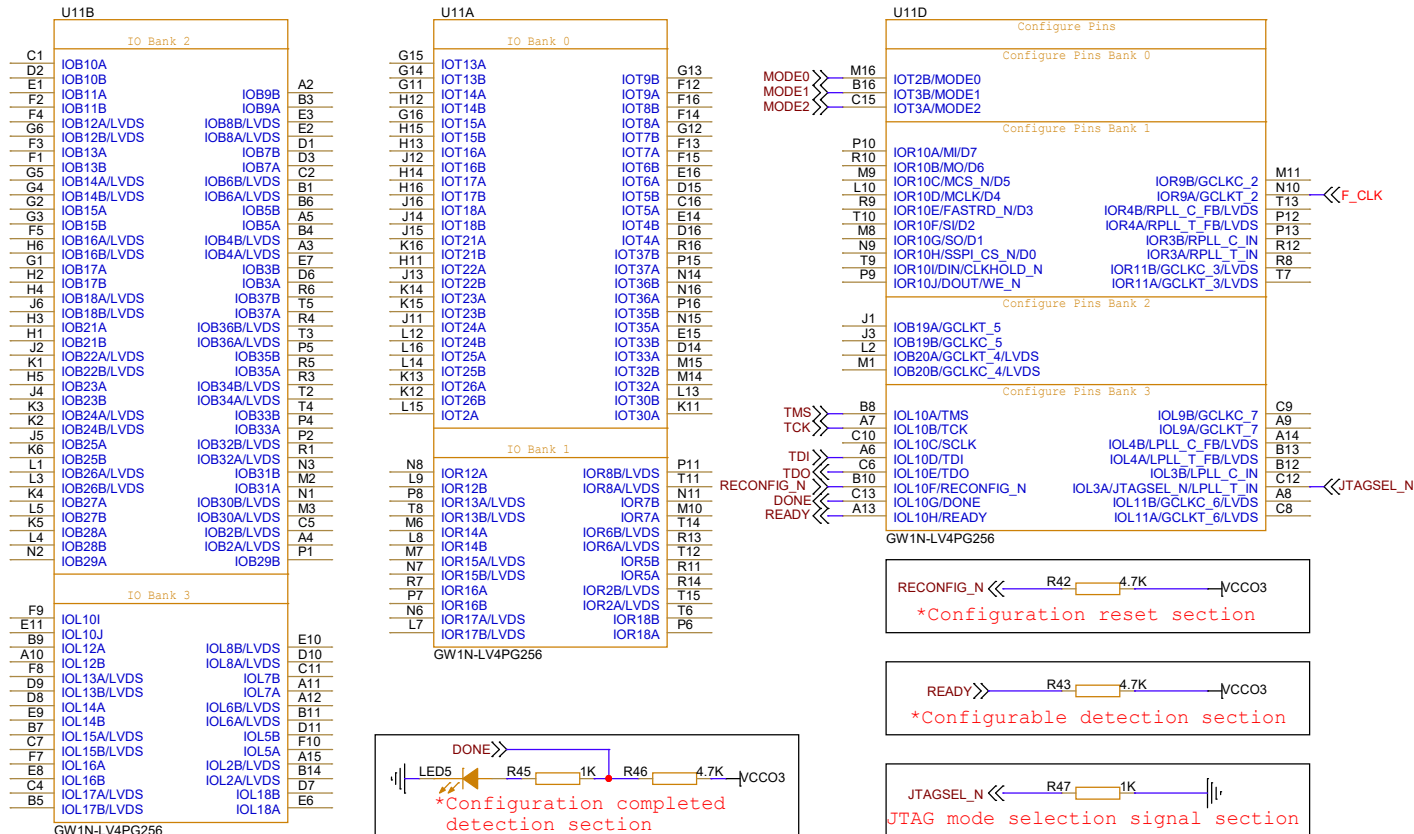 U11B
IO Bank 2
C1 IOB10A
D2 IOB10B
E1 IOB11A IOB9B A2
F2 IOB11B IOB9A B3
F4 IOB12A/LVDS IOB8B/LVDS E3
G6 IOB12B/LVDS IOB8A/LVDS E2
F3 IOB13A IOB7B D1
F1 IOB13B IOB7A D3
G5 IOB14A/LVDS IOB6B/LVDS C2
G4 IOB14B/LVDS IOB6A/LVDS B1
G2 IOB15A IOB5B B6
G3 IOB15B IOB5A A5
F5 IOB16A/LVDS IOB4B/LVDS B4
H6 IOB16B/LVDS IOB4A/LVDS A3
G1 IOB17A IOB3B E7
H2 IOB17B IOB3A D6
H4 IOB18A/LVDS IOB37B R6
J6 IOB18B/LVDS IOB37A T5
H3 IOB21A IOB36B/LVDS R4
H1 IOB21B IOB36A/LVDS T3
J2 IOB22A/LVDS IOB35B P5
K1 IOB22B/LVDS IOB35A R5
H5 IOB23A IOB34B/LVDS R3
J4 IOB23B IOB34A/LVDS T2
K3 IOB24A/LVDS IOB33B T4
K2 IOB24B/LVDS IOB33A P4
J5 IOB25A IOB32B/LVDS P2
K6 IOB25B IOB32A/LVDS R1
L1 IOB26A/LVDS IOB31B N3
L3 IOB26B/LVDS IOB31A M2
K4 IOB27A IOB30B/LVDS N1
L5 IOB27B IOB30A/LVDS M3
K5 IOB28A IOB2B/LVDS C5
L4 IOB28B IOB2A/LVDS A4
N2 IOB29A IOB29B P1
IO Bank 3
F9 IOL10I
E11 IOL10J
B9 IOL12A IOL8B/LVDS E10
A10 IOL12B IOL8A/LVDS D10
F8 IOL13A/LVDS IOL7B C11
D9 IOL13B/LVDS IOL7A A11
D8 IOL14A IOL6B/LVDS A12
E9 IOL14B IOL6A/LVDS B11
B7 IOL15A/LVDS IOL5B D11
C7 IOL15B/LVDS IOL5A F10
F7 IOL16A IOL2B/LVDS A15
E8 IOL16B IOL2A/LVDS B14
C4 IOL17A/LVDS IOL18B D7
B5 IOL17B/LVDS IOL18A E6
GW1N-LV4PG256
U11A
IO Bank 0
G15 IOT13A
G14 IOT13B IOT9B G13
G11 IOT14A IOT9A F12
H12 IOT14B IOT8B F16
G16 IOT15A IOT8A F14
H15 IOT15B IOT7B G12
H13 IOT16A IOT7A F13
J12 IOT16B IOT6B F15
H14 IOT17A IOT6A E16
H16 IOT17B IOT5B D15
J16 IOT18A IOT5A C16
J14 IOT18B IOT4B E14
J15 IOT21A IOT4A D16
K16 IOT21B IOT37B R16
H11 IOT22A IOT37A P15
J13 IOT22B IOT36B N14
K14 IOT23A IOT36A N16
K15 IOT23B IOT35B P16
J11 IOT24A IOT35A N15
L12 IOT24B IOT33B E15
L16 IOT25A IOT33A D14
L14 IOT25B IOT32B M15
K13 IOT26A IOT32A M14
K12 IOT26B IOT30B L13
L15 IOT2A IOT30A K11
IO Bank 1
N8 IOR12A IOR8B/LVDS P11
L9 IOR12B IOR8A/LVDS T11
P8 IOR13A/LVDS IOR7B N11
T8 IOR13B/LVDS IOR7A M10
M6 IOR14A IOR6B/LVDS T14
L8 IOR14B IOR6A/LVDS R13
M7 IOR15A/LVDS IOR5B T12
N7 IOR15B/LVDS IOR5A R11
R7 IOR16A IOR2B/LVDS R14
P7 IOR16B IOR2A/LVDS T15
N6 IOR17A/LVDS IOR18B T6
L7 IOR17B/LVDS IOR18A P6
GW1N-LV4PG256
DONE
LED5 R45 1K R46 4.7K VCCO3
*Configuration completed
detection section
U11D
Configure Pins
Configure Pins Bank 0
MODE0 M16 IOT2B/MODE0
MODE1 B16 IOT3B/MODE1
MODE2 C15 IOT3A/MODE2
Configure Pins Bank 1
P10 IOR10A/MI/D7
R10 IOR10B/MO/D6
M9 IOR10C/MCS_N/D5 IOR9B/GCLKC_2 M11
L10 IOR10D/MCLK/D4 IOR9A/GCLKT_2 N10 F_CLK
R9 IOR10E/FASTRD_N/D3 IOR4B/RPLL_C_FB/LVDS T13
T10 IOR10F/SI/D2 IOR4A/RPLL_T_FB/LVDS P12
M8 IOR10G/SO/D1 IOR3B/RPLL_C_IN P13
N9 IOR10H/SSPI_CS_N/D0 IOR3A/RPLL_T_IN R12
T9 IOR10I/DIN/CLKHOLD_N IOR11B/GCLKC_3/LVDS R8
P9 IOR10J/DOUT/WE_N IOR11A/GCLKT_3/LVDS T7
Configure Pins Bank 2
J1 IOB19A/GCLKT_5
J3 IOB19B/GCLKC_5
L2 IOB20A/GCLKT_4/LVDS
M1 IOB20B/GCLKC_4/LVDS
Configure Pins Bank 3
TMS B8 IOL10A/TMS IOL9B/GCLKC_7 C9
TCK A7 IOL10B/TCK IOL9A/GCLKT_7 A9
C10 IOL10C/SCLK IOL4B/LPLL_C_FB/LVDS A14
TDI A6 IOL10D/TDI IOL4A/LPLL_T_FB/LVDS B13
TDO C6 IOL10E/TDO IOL3B/LPLL_C_IN B12
RECONFIG_N B10 IOL10F/RECONFIG_N IOL3A/JTAGSEL_N/LPLL_T_IN C12 JTAGSEL_N
DONE C13 IOL10G/DONE IOL11B/GCLKC_6/LVDS A8
READY A13 IOL10H/READY IOL11A/GCLKT_6/LVDS C8
GW1N-LV4PG256
RECONFIG_N R42 4.7K VCCO3
*Configuration reset section
READY R43 4.7K VCCO3
*Configurable detection section
JTAGSEL_N R47 1K
JTAG mode selection signal section